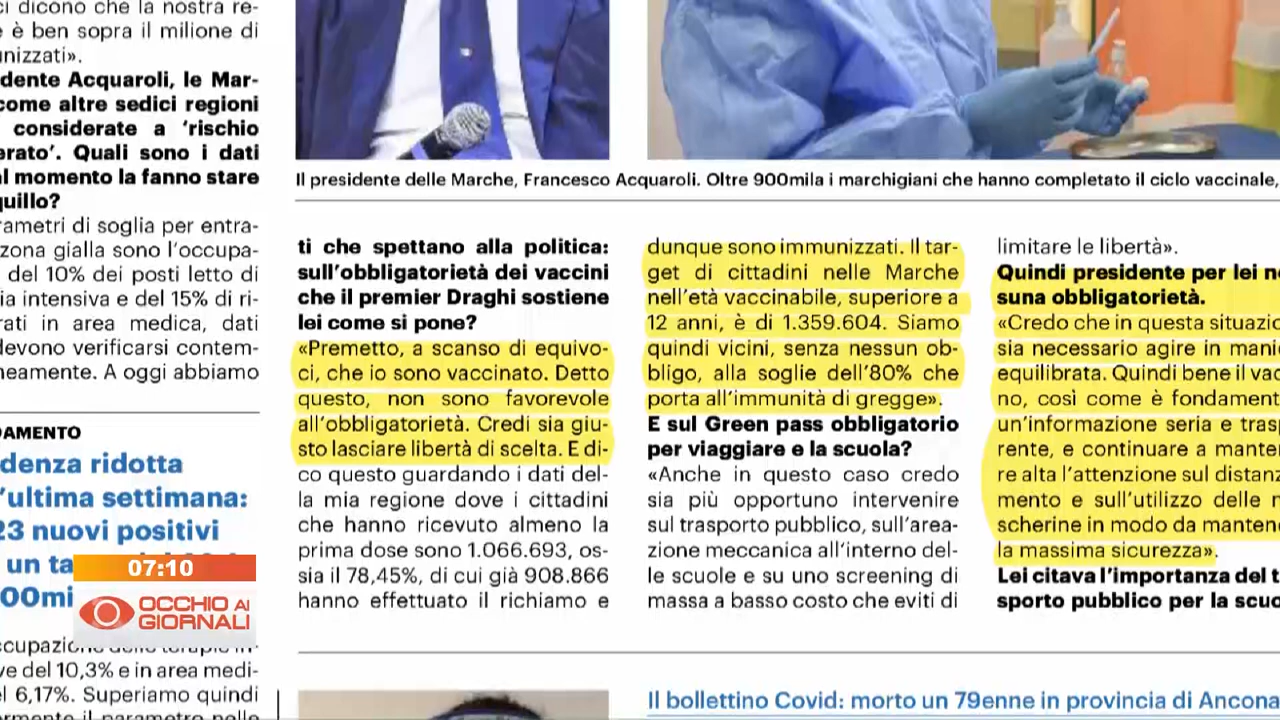 ci dicono che la nostra re-
è ben sopra il milione di
unizzati».
dente Acquaroli, le Mar-
come altre sedici regioni
considerate a ‘rischio
erato’. Quali sono i dati
al momento la fanno stare
quillo?
rametri di soglia per entra-
zona gialla sono l’occupa-
del 10% dei posti letto di
ia intensiva e del 15% di ri-
rati in area medica, dati
devono verificarsi contem-
neamente. A oggi abbiamo
DAMENTO
denza ridotta
’ultima settimana:
23 nuovi positivi
un ta
00mi
07:10
OCCHIO AI
GIORNALI
ve del 10,3% e in area medi-
el 6,17%. Superiamo quindi
Il presidente delle Marche, Francesco Acquaroli. Oltre 900mila i marchigiani che hanno completato il ciclo vaccinale,
ti che spettano alla politica:
sull’obbligatorietà dei vaccini
che il premier Draghi sostiene
lei come si pone?
«Premetto, a scanso di equivo-
ci, che io sono vaccinato. Detto
questo, non sono favorevole
all’obbligatorietà. Credi sia giu-
sto lasciare libertà di scelta. E di-
co questo guardando i dati del-
la mia regione dove i cittadini
che hanno ricevuto almeno la
prima dose sono 1.066.693, os-
sia il 78,45%, di cui già 908.866
hanno effettuato il richiamo e
dunque sono immunizzati. Il tar-
get di cittadini nelle Marche
nell’età vaccinabile, superiore a
12 anni, è di 1.359.604. Siamo
quindi vicini, senza nessun ob-
bligo, alla soglie dell’80% che
porta all’immunità di gregge».
E sul Green pass obbligatorio
per viaggiare e la scuola?
«Anche in questo caso credo
sia più opportuno intervenire
sul trasporto pubblico, sull’area-
zione meccanica all’interno del-
le scuole e su uno screening di
massa a basso costo che eviti di
limitare le libertà».
Quindi presidente per lei ne
suna obbligatorietà.
«Credo che in questa situazio
sia necessario agire in mani
equilibrata. Quindi bene il vac
no, così come è fondament
un’informazione seria e trasp
rente, e continuare a mante
re alta l’attenzione sul distanz
mento e sull’utilizzo delle m
scherine in modo da manten
la massima sicurezza».
Lei citava l’importanza del t
sporto pubblico per la scuo
Il bollettino Covid: morto un 79enne in provincia di Ancona